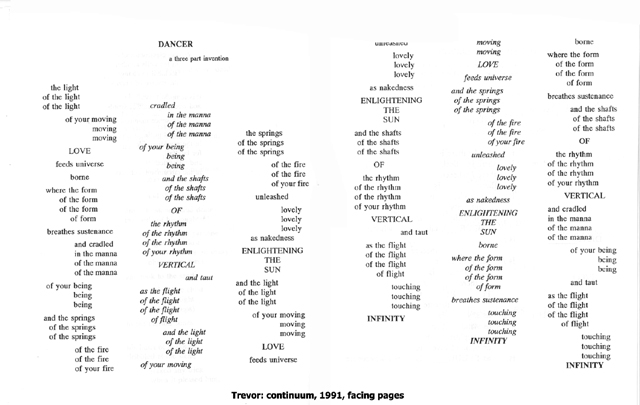 DANCER
a three part invention
the light
of the light
of the light
of your moving
moving
moving
LOVE
feeds universe
borne
where the form
of the form
of the form
of form
breathes sustenance
and cradled
in the manna
of the manna
of the manna
of your being
being
being
and the springs
of the springs
of the springs
of the fire
of the fire
of your fire
cradled
in the manna
of the manna
of the manna
of your being
being
being
and the shafts
of the shafts
of the shafts
OF
the rhythm
of the rhythm
of the rhythm
of your rhythm
VERTICAL
and taut
as the flight
of the flight
of the flight
of flight
and the light
of the light
of the light
of your moving
the springs
of the springs
of the springs
of the fire
of the fire
of your fire
unleashed
lovely
lovely
lovely
as nakedness
ENLIGHTENING
THE
SUN
and the light
of the light
of the light
of your moving
moving
moving
LOVE
feeds universe
unleashed
lovely
lovely
lovely
as nakedness
ENLIGHTENING
THE
SUN
and the shafts
of the shafts
of the shafts
OF
the rhythm
of the rhythm
of the rhythm
of your rhythm
VERTICAL
and taut
as the flight
of the flight
of the flight
of flight
touching
touching
touching
INFINITY
moving
moving
LOVE
feeds universe
and the springs
of the springs
of the springs
of the fire
of the fire
of your fire
unleashed
lovely
lovely
lovely
as nakedness
ENLIGHTENING
THE
SUN
borne
where the form
of the form
of the form
of form
breathes sustenance
touching
touching
touching
INFINITY
borne
where the form
of the form
of the form
of form
breathes sustenance
and the shafts
of the shafts
of the shafts
OF
the rhythm
of the rhythm
of the rhythm
of your rhythm
VERTICAL
and cradled
in the manna
of the manna
of the manna
of your being
being
being
and taut
as the flight
of the flight
of the flight
of flight
touching
touching
touching
INFINITY
Trevor: continuum, 1991, facing pages